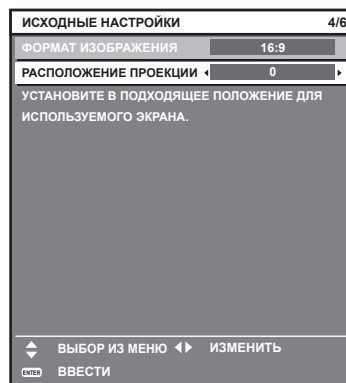 ИСХОДНЫЕ НАСТРОЙКИ 4/6
ФОРМАТ ИЗОБРАЖЕНИЯ 16:9
РАСПОЛОЖЕНИЕ ПРОЕКЦИИ 0
УСТАНОВИТЕ В ПОДХОДЯЩЕЕ ПОЛОЖЕНИЕ ДЛЯ
ИСПОЛЬЗУЕМОГО ЭКРАНА.
ВЫБОР ИЗ МЕНЮ ИЗМЕНИТЬ
ENTER ВВЕСТИ